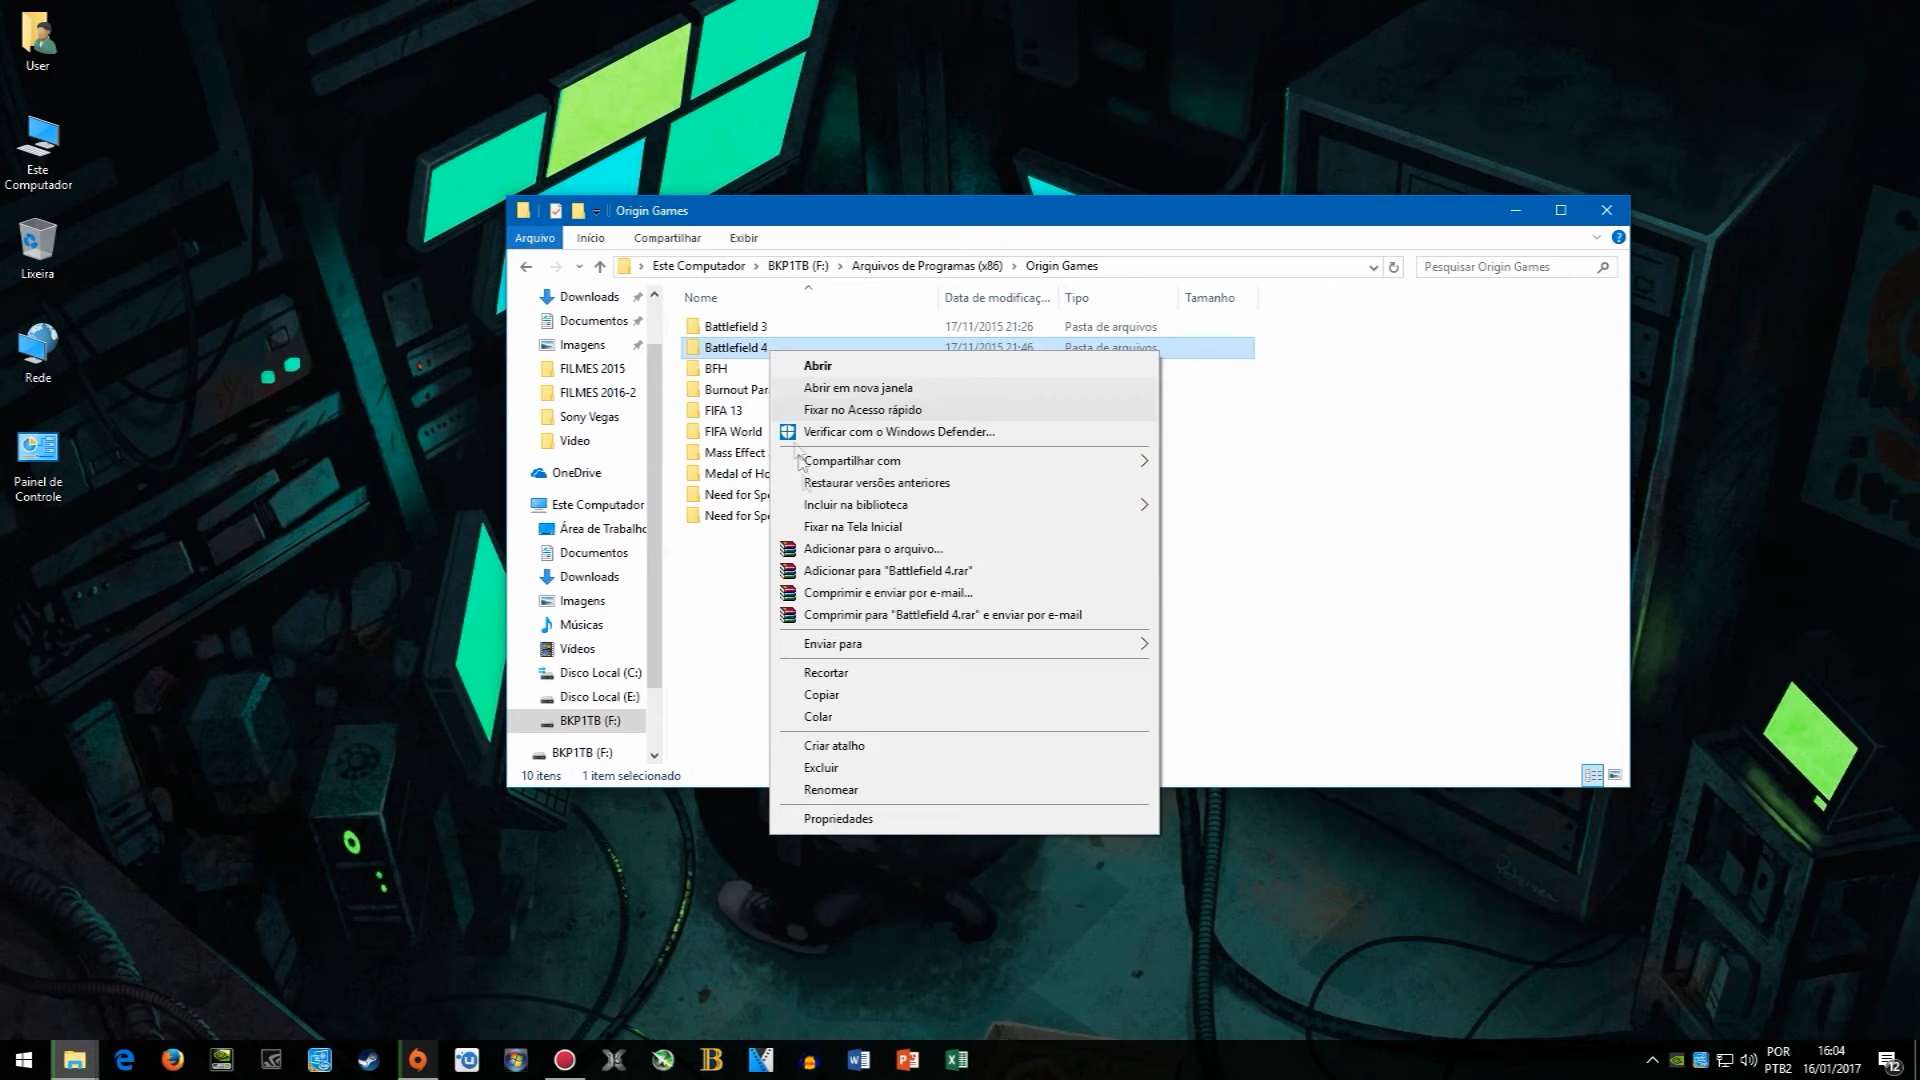 User
Este
Computador
Lixeira
Rede
Painel de
Controle
Origin Games
Arquivo Início Compartilhar Exibir
Este Computador BKP1TB (F:) Arquivos de Programas (x86) Origin Games
Pesquisar Origin Games
Downloads
Documentos
Imagens
FILMES 2015
FILMES 2016-2
Sony Vegas
Video
OneDrive
Este Computador
Área de Trabalho
Documentos
Downloads
Imagens
Músicas
Vídeos
Disco Local (C:)
Disco Local (E:)
BKP1TB (F:)
BKP1TB (F:)
Nome Data de modificaç... Tipo Tamanho
Battlefield 3 17/11/2015 21:26 Pasta de arquivos
Battlefield 4 17/11/2015 21:46 Pasta de arquivos
BFH
Burnout Par
FIFA 13
FIFA World
Mass Effect
Medal of Ho
Need for Spe
Need for Spe
Abrir
Abrir em nova janela
Fixar no Acesso rápido
Verificar com o Windows Defender...
Compartilhar com
Restaurar versões anteriores
Incluir na biblioteca
Fixar na Tela Inicial
Adicionar para o arquivo...
Adicionar para "Battlefield 4.rar"
Comprimir e enviar por e-mail...
Comprimir para "Battlefield 4.rar" e enviar por e-mail
Enviar para
Recortar
Copiar
Colar
Criar atalho
Excluir
Renomear
Propriedades
10 itens 1 item selecionado
POR 16:04
PTB2 16/01/2017
12